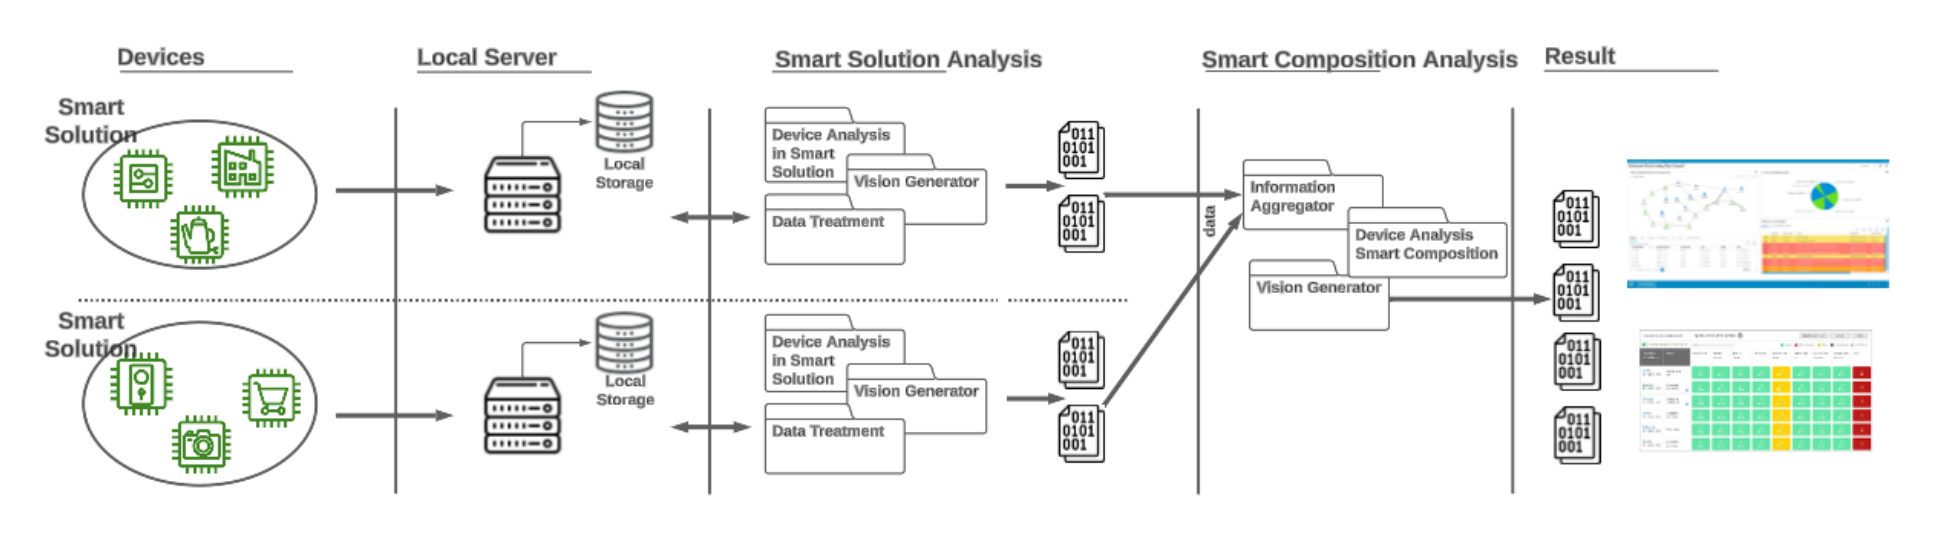 Devices
Local Server
Smart Solution Analysis
Smart Composition Analysis
Result
Smart
Solution
Local
Storage
Device Analysis
in Smart
Solution
Vision Generator
Data Treatment
011
0101
001
011
0101
001
data
Information
Aggregator
Device Analysis
Smart Composition
Vision Generator
011
0101
001
011
0101
001
011
0101
001
011
0101
001
Smart
Solution
Local
Storage
Device Analysis
in Smart
Solution
Vision Generator
Data Treatment
011
0101
001
011
0101
001